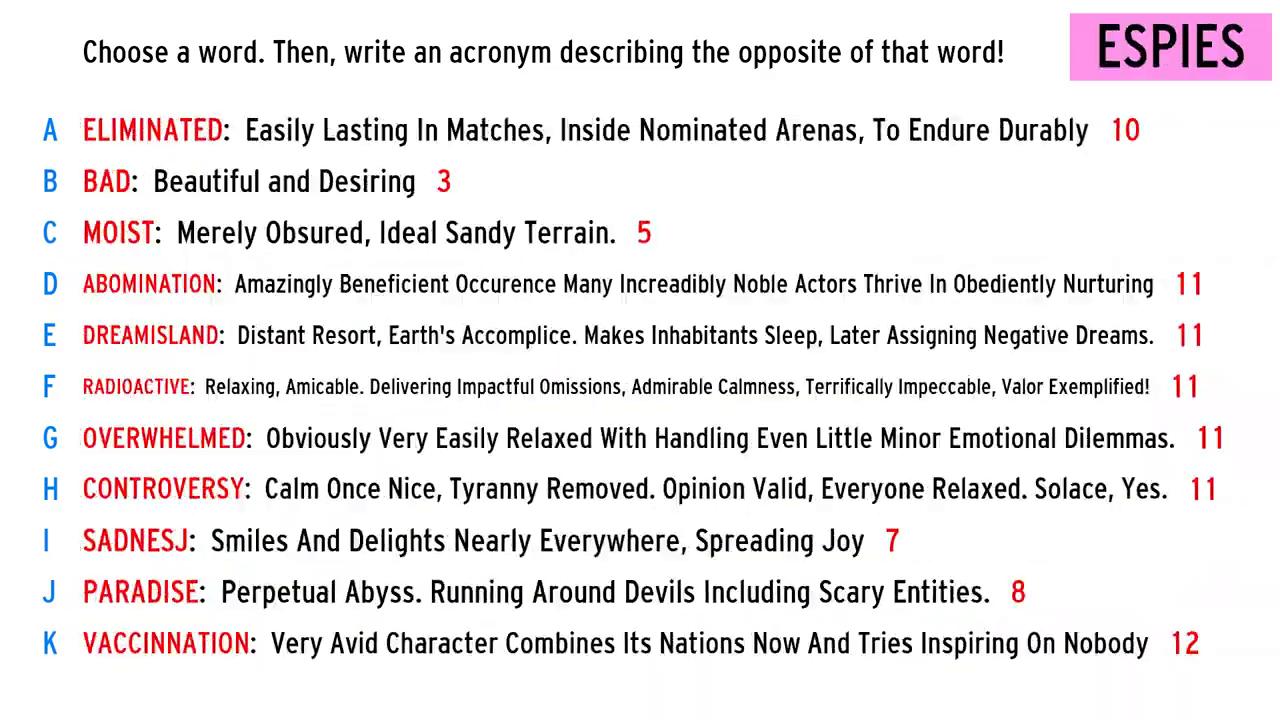 Choose a word. Then, write an acronym describing the opposite of that word!
ESPIES
A ELIMINATED: Easily Lasting In Matches, Inside Nominated Arenas, To Endure Durably 10
B BAD: Beautiful and Desiring 3
C MOIST: Merely Obsured, Ideal Sandy Terrain. 5
D ABOMINATION: Amazingly Beneficient Occurence Many Increadibly Noble Actors Thrive In Obediently Nurturing 11
E DREAMISLAND: Distant Resort, Earth's Accomplice. Makes Inhabitants Sleep, Later Assigning Negative Dreams. 11
F RADIOACTIVE: Relaxing, Amicable. Delivering Impactful Omissions, Admirable Calmness, Terrifically Impeccable, Valor Exemplified! 11
G OVERWHELMED: Obviously Very Easily Relaxed With Handling Even Little Minor Emotional Dilemmas. 11
H CONTROVERSY: Calm Once Nice, Tyranny Removed. Opinion Valid, Everyone Relaxed. Solace, Yes. 11
I SADNESJ: Smiles And Delights Nearly Everywhere, Spreading Joy 7
J PARADISE: Perpetual Abyss. Running Around Devils Including Scary Entities. 8
K VACCINNATION: Very Avid Character Combines Its Nations Now And Tries Inspiring On Nobody 12